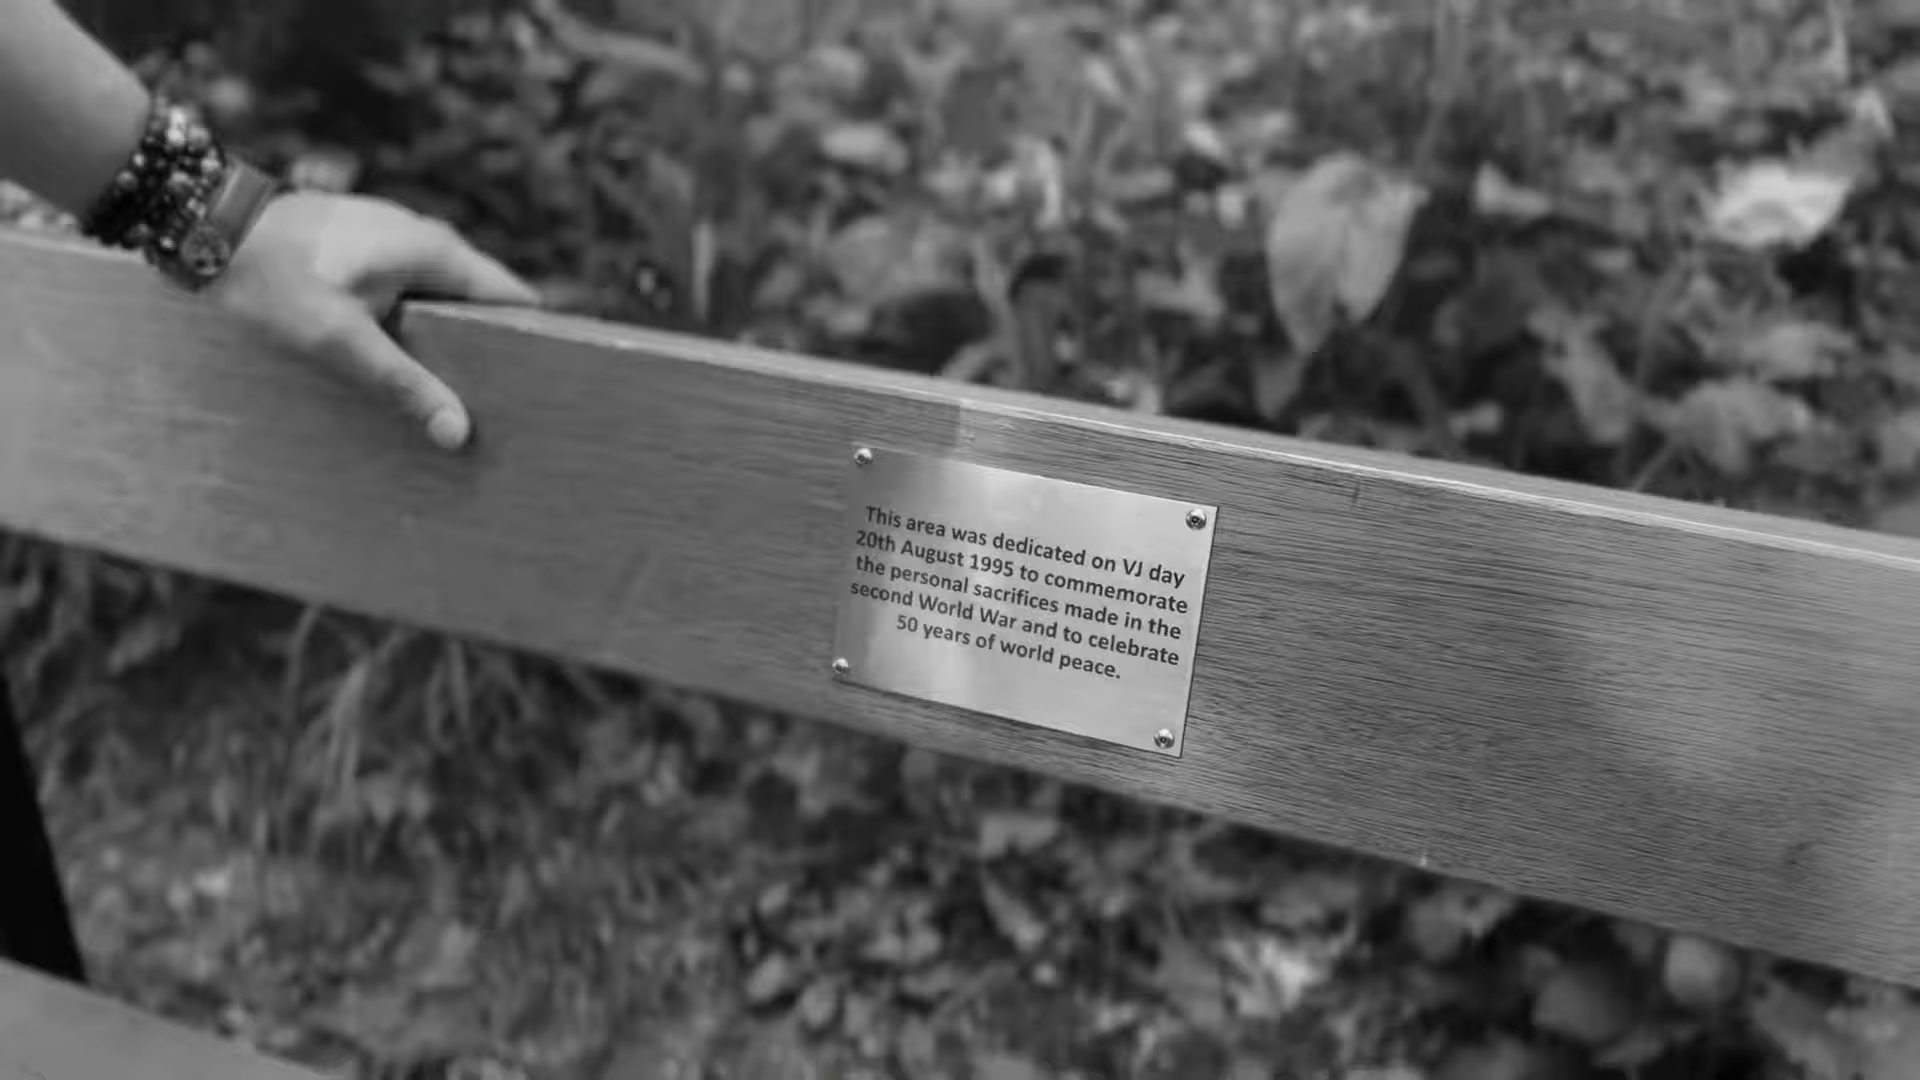 This area was dedicated on VJ day
20th August 1995 to commemorate
the personal sacrifices made in the
second World War and to celebrate
50 years of world peace.